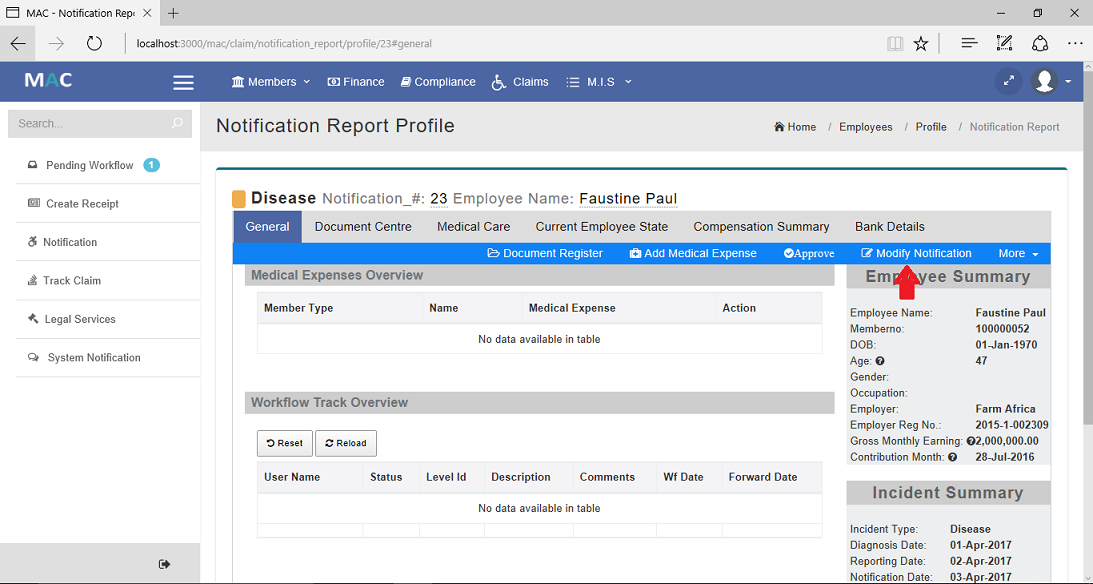 MAC - Notification Repo
localhost:3000/mac/claim/notification_report/profile/23#general
MAC Members Finance Compliance Claims M.I.S
Search...
Pending Workflow 1
Create Receipt
Notification
Track Claim
Legal Services
System Notification
Notification Report Profile
Home / Employees / Profile / Notification Report
Disease Notification_#: 23 Employee Name: Faustine Paul
General Document Centre Medical Care Current Employee State Compensation Summary Bank Details
Document Register Add Medical Expense Approve Modify Notification More
Medical Expenses Overview
Member Type Name Medical Expense Action
No data available in table
Workflow Track Overview
Reset Reload
User Name Status Level Id Description Comments Wf Date Forward Date
No data available in table
Employee Summary
Employee Name: Faustine Paul
Memberno: 100000052
DOB: 01-Jan-1970
Age: 47
Gender:
Occupation:
Employer: Farm Africa
Employer Reg No.: 2015-1-002309
Gross Monthly Earning: 2,000,000.00
Contribution Month: 28-Jul-2016
Incident Summary
Incident Type: Disease
Diagnosis Date: 01-Apr-2017
Reporting Date: 02-Apr-2017
Notification Date: 03-Apr-2017